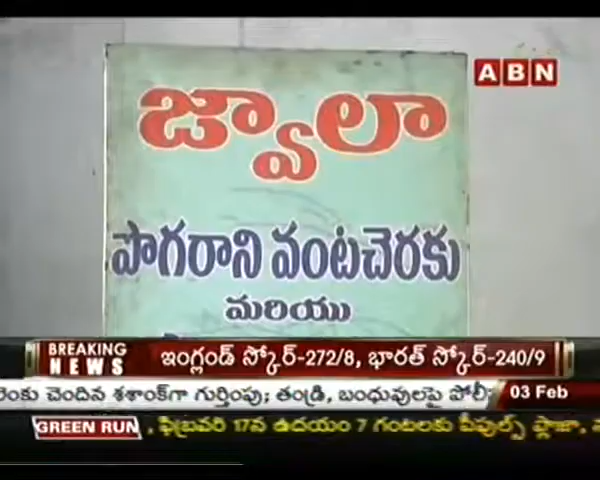 ABN
జ్వాలా
పొగరాని వంటచెరకు
మరియు
BREAKING NEWS
ఇంగ్లండ్ స్కోర్-272/8, భారత్ స్కోర్-240/9
చెందిన శశాంక్‌గా గుర్తింపు; తండ్రి, బంధువులపై
03 Feb
GREEN RUN
, ఫిబ్రవరి 17న ఉదయం 7 గంటలకు పీపుల్స్ ప్లాజా,